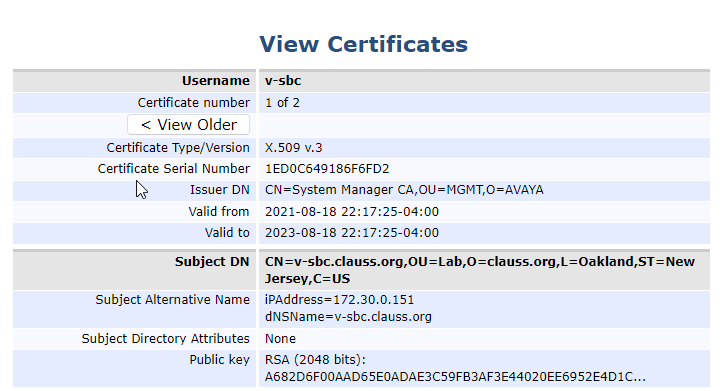 View Certificates
Username v-sbc
Certificate number 1 of 2
< View Older
Certificate Type/Version X.509 v.3
Certificate Serial Number 1ED0C649186F6FD2
Issuer DN CN=System Manager CA,OU=MGMT,O=AVAYA
Valid from 2021-08-18 22:17:25-04:00
Valid to 2023-08-18 22:17:25-04:00
Subject DN CN=v-sbc.clauss.org,OU=Lab,O=clauss.org,L=Oakland,ST=New
Jersey,C=US
Subject Alternative Name iPAddress=172.30.0.151
dNSName=v-sbc.clauss.org
Subject Directory Attributes None
Public key RSA (2048 bits):
A682D6F00AAD65E0ADAE3C59FB3AF3E44020EE6952E4D1C...